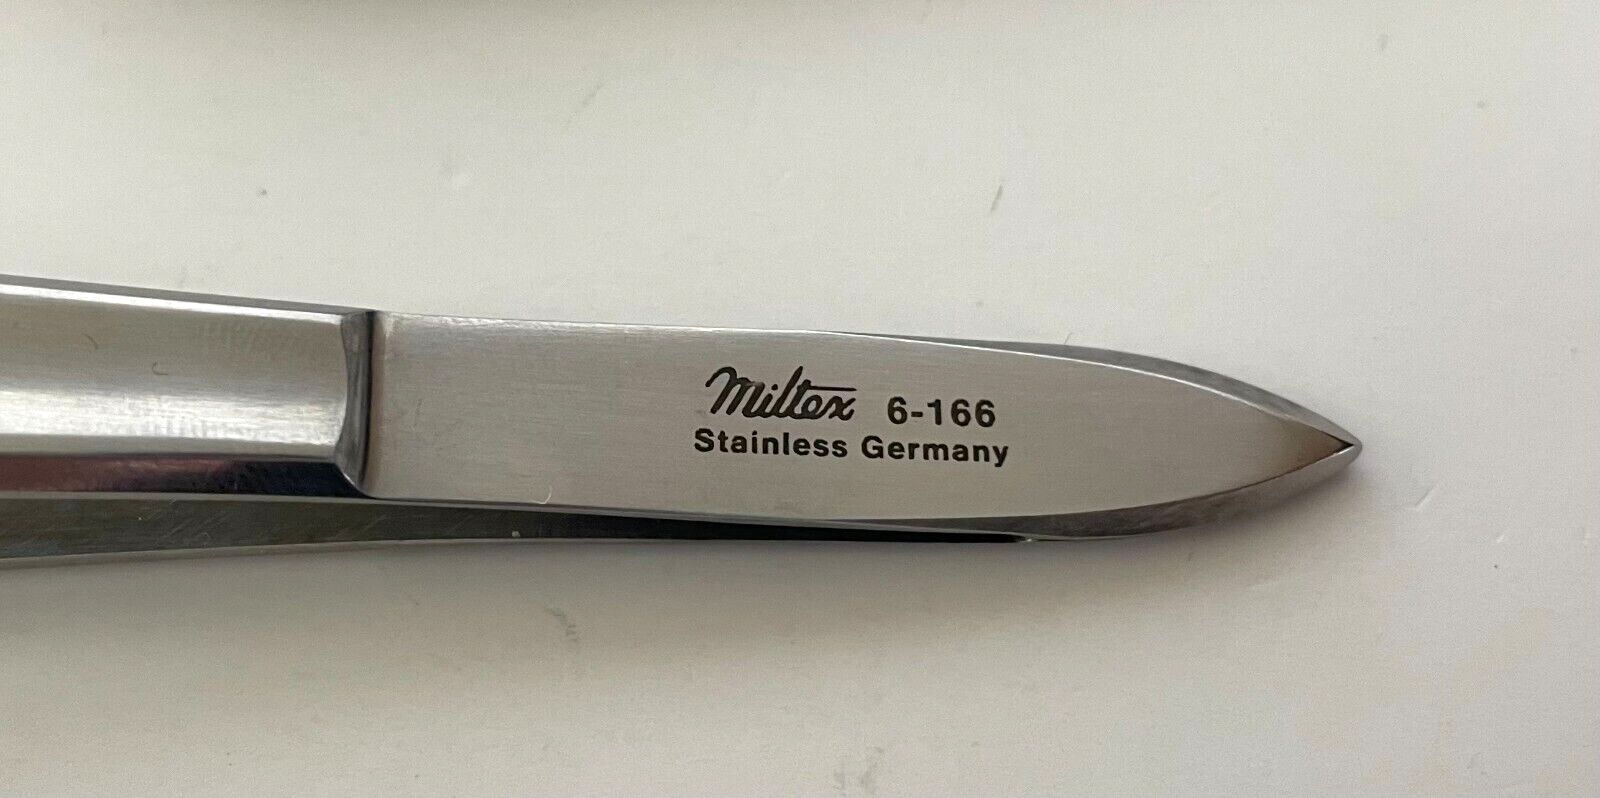 Miltex 6-166
Stainless Germany